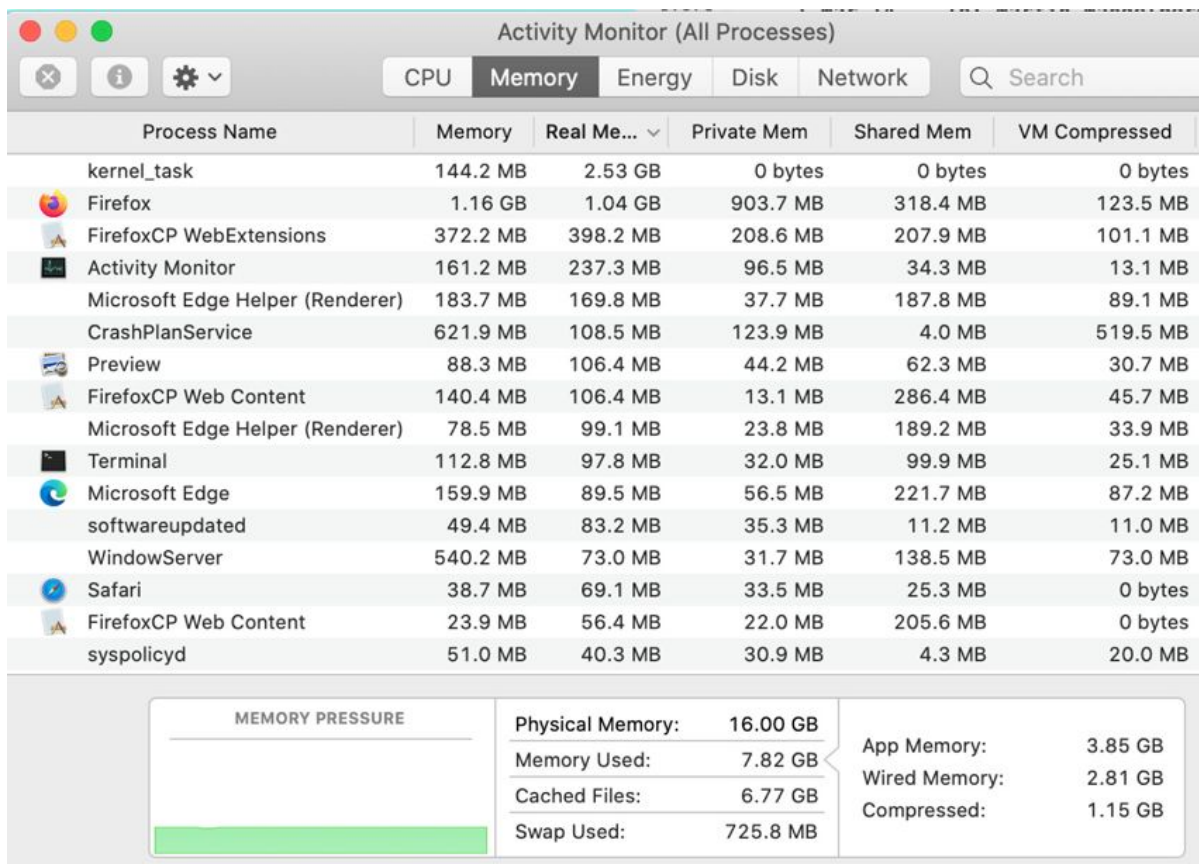 Activity Monitor (All Processes)
CPU Memory Energy Disk Network Search
Process Name Memory Real Me... Private Mem Shared Mem VM Compressed
kernel_task 144.2 MB 2.53 GB 0 bytes 0 bytes 0 bytes
Firefox 1.16 GB 1.04 GB 903.7 MB 318.4 MB 123.5 MB
FirefoxCP WebExtensions 372.2 MB 398.2 MB 208.6 MB 207.9 MB 101.1 MB
Activity Monitor 161.2 MB 237.3 MB 96.5 MB 34.3 MB 13.1 MB
Microsoft Edge Helper (Renderer) 183.7 MB 169.8 MB 37.7 MB 187.8 MB 89.1 MB
CrashPlanService 621.9 MB 108.5 MB 123.9 MB 4.0 MB 519.5 MB
Preview 88.3 MB 106.4 MB 44.2 MB 62.3 MB 30.7 MB
FirefoxCP Web Content 140.4 MB 106.4 MB 13.1 MB 286.4 MB 45.7 MB
Microsoft Edge Helper (Renderer) 78.5 MB 99.1 MB 23.8 MB 189.2 MB 33.9 MB
Terminal 112.8 MB 97.8 MB 32.0 MB 99.9 MB 25.1 MB
Microsoft Edge 159.9 MB 89.5 MB 56.5 MB 221.7 MB 87.2 MB
softwareupdated 49.4 MB 83.2 MB 35.3 MB 11.2 MB 11.0 MB
WindowServer 540.2 MB 73.0 MB 31.7 MB 138.5 MB 73.0 MB
Safari 38.7 MB 69.1 MB 33.5 MB 25.3 MB 0 bytes
FirefoxCP Web Content 23.9 MB 56.4 MB 22.0 MB 205.6 MB 0 bytes
syspolicyd 51.0 MB 40.3 MB 30.9 MB 4.3 MB 20.0 MB
MEMORY PRESSURE
Physical Memory: 16.00 GB
Memory Used: 7.82 GB
Cached Files: 6.77 GB
Swap Used: 725.8 MB
App Memory: 3.85 GB
Wired Memory: 2.81 GB
Compressed: 1.15 GB